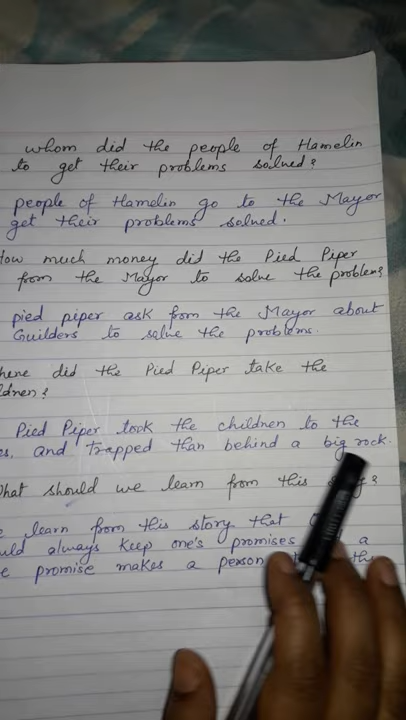 whom did the people of Hamelin
to get their problems solved?
people of Hamelin go to the Mayor
get their problems solved.
How much money did the Pied Piper
from the Mayor to solve the problem?
pied piper ask from the Mayor about
Guilders to solve the problems.
here did the Pied Piper take the
ldren?
Pied Piper took the children to the
es, and trapped than behind a big rock.
What should we learn from this
e learn from this story that
uld always keep one's promises a
e promise makes a person